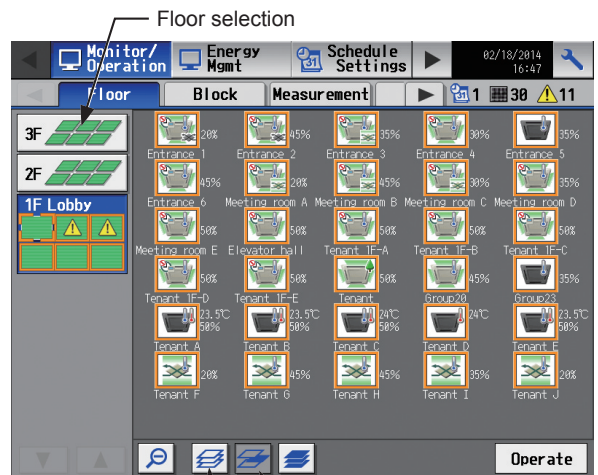 Floor selection
Monitor/ Operation
Energy Mgmt
Schedule Settings
02/18/2014
16:47
31
Floor
Block
Measurement
31
1
30
11
3F
2F
1F Lobby
20% 45% 35% 30% 35%
Entrance 1 Entrance 2 Entrance 3 Entrance 4 Entrance 5
45% 20% 45% 30% 35%
Entrance 6 Meeting room A Meeting room B Meeting room C Meeting room D
50% 50% 50% 50% 50%
Meeting room E Elevator hall Tenant 1F-A Tenant 1F-B Tenant 1F-C
50% 50% 50% 45% 35%
Tenant 1F-D Tenant 1F-E Tenant Group20 Group23
23.5℃ 23.5℃ 24℃ 24℃ 23.5℃
50% 50% 50% 50%
Tenant A Tenant B Tenant C Tenant D Tenant E
20% 45% 45% 35% 20%
Tenant F Tenant G Tenant H Tenant I Tenant J
Operate